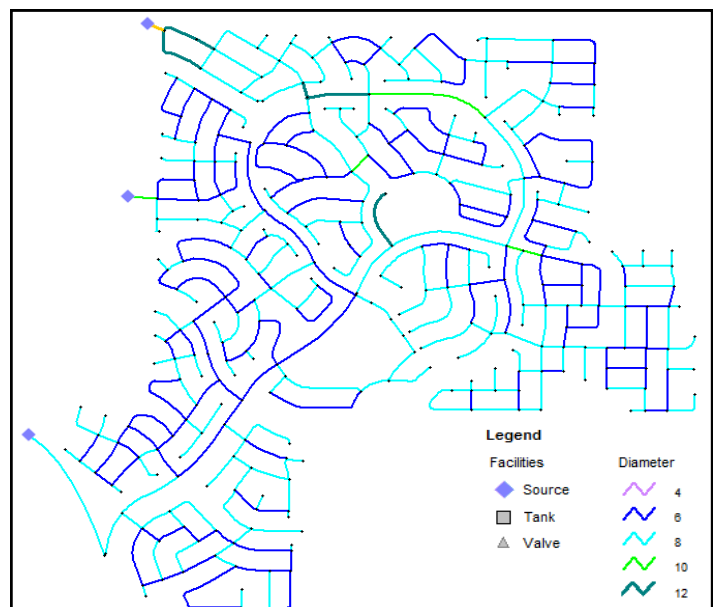 Legend
Facilities Diameter
Source 4
Tank 6
Valve 8
10
12